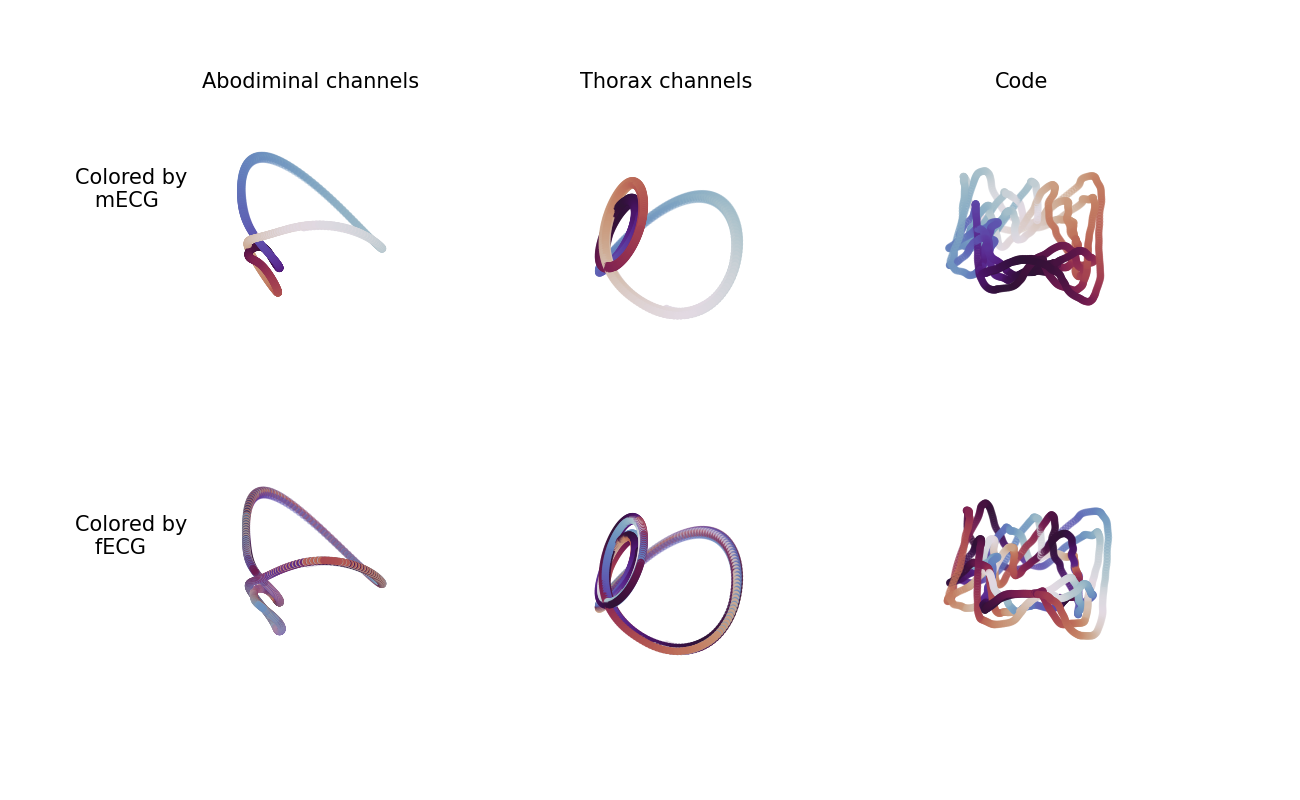 Abodiminal channels
Thorax channels
Code
Colored by
mECG
Colored by
fECG